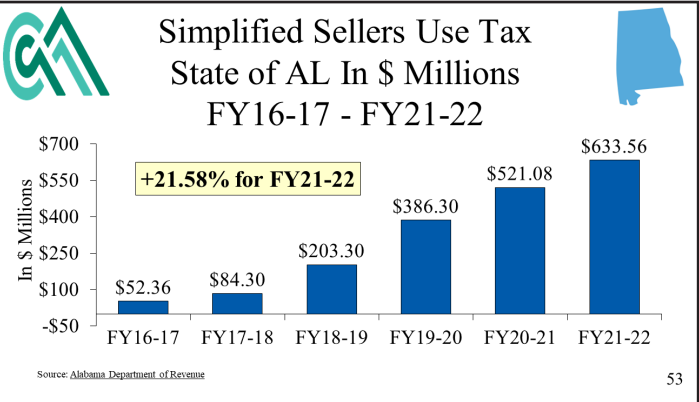 Simplified Sellers Use Tax
State of AL In $ Millions
FY16-17 - FY21-22
In $ Millions
$700
$550
$400
$250
$100
-$50
+21.58% for FY21-22
$52.36
$84.30
$203.30
$386.30
$521.08
$633.56
FY16-17 FY17-18 FY18-19 FY19-20 FY20-21 FY21-22
Source: Alabama Department of Revenue
53